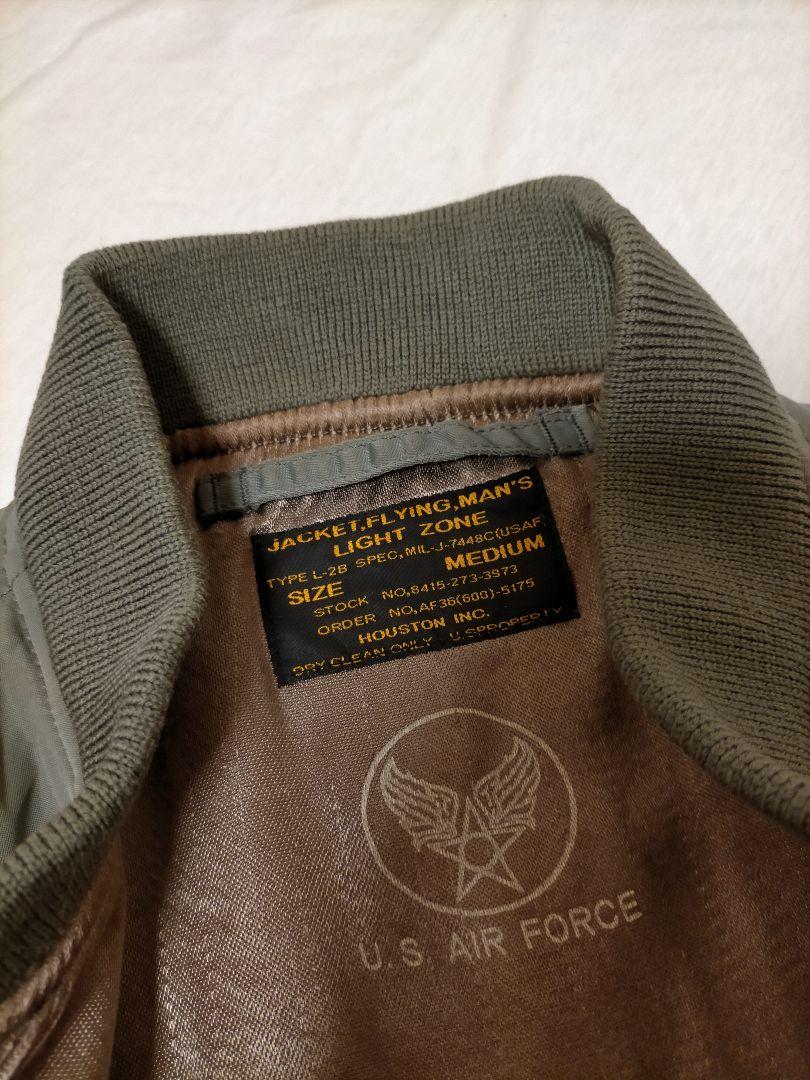 JACKET,FLYING,MAN'S
LIGHT ZONE
TYPE L-2B SPEC,MIL-J-7448C(USAF
SIZE MEDIUM
STOCK NO,8415-273-3973
ORDER NO,AF36(600)-5175
HOUSTON INC.
DRY CLEAN ONLY U.S PROPERTY
U.S. AIR FORCE